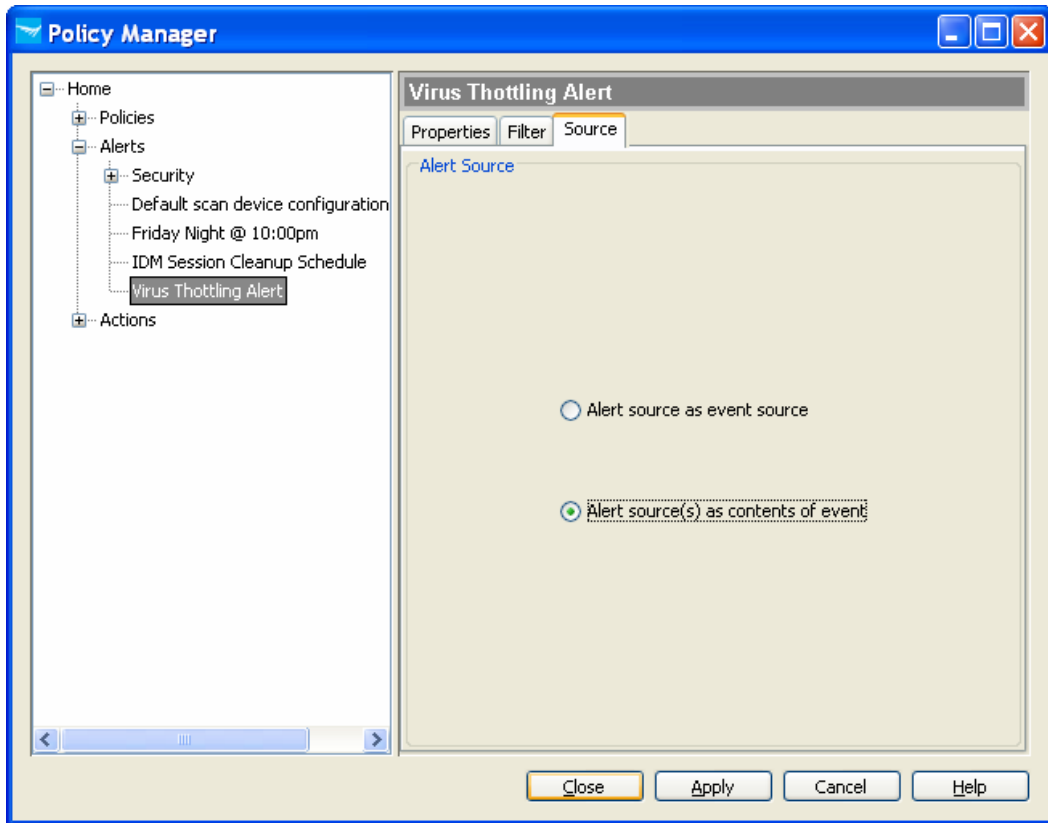 Policy Manager
Home
Policies
Alerts
Security
Default scan device configuration
Friday Night @ 10:00pm
IDM Session Cleanup Schedule
Virus Thottling Alert
Actions
Virus Thottling Alert
Properties
Filter
Source
Alert Source
Alert source as event source
Alert source(s) as contents of event
Close
Apply
Cancel
Help